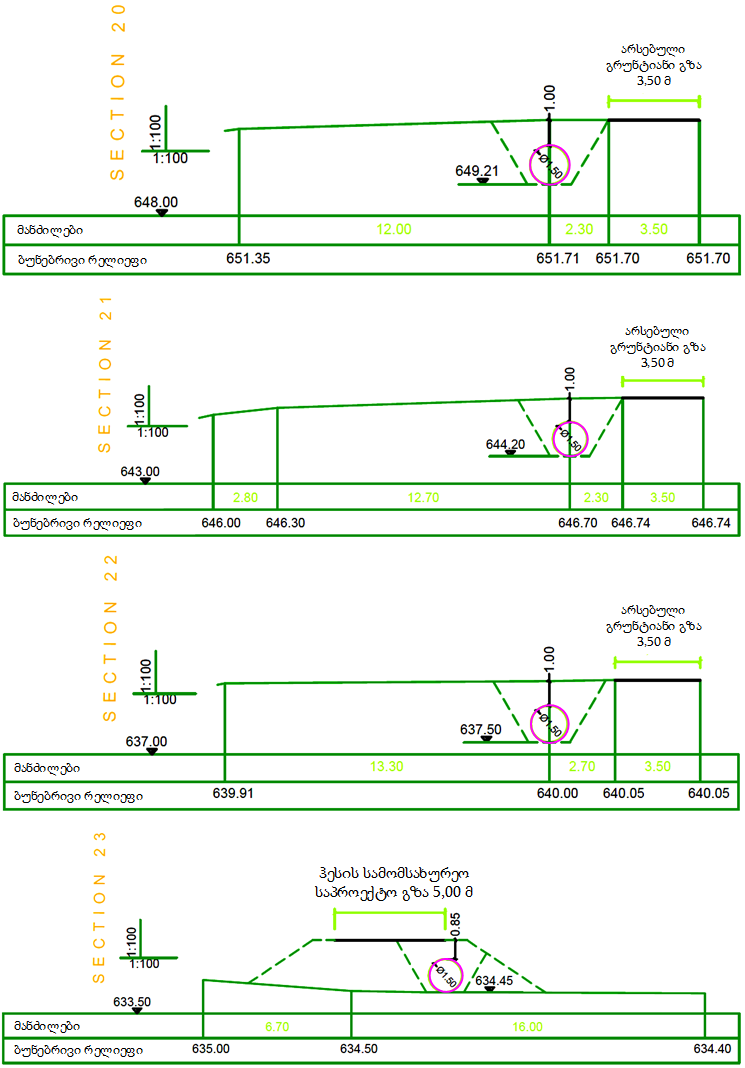 SECTION 20
1:100
1:100
არსებული
გრუნტიანი გზა
3,50 მ
1.00
Ø1.50
649.21
648.00
მანძილები 12.00 2.30 3.50
ბუნებრივი რელიეფი 651.35 651.71 651.70 651.70
SECTION 21
1:100
1:100
არსებული
გრუნტიანი გზა
3,50 მ
1.00
Ø1.50
644.20
643.00
მანძილები 2.80 12.70 2.30 3.50
ბუნებრივი რელიეფი 646.00 646.30 646.70 646.74 646.74
SECTION 22
1:100
1:100
არსებული
გრუნტიანი გზა
3,50 მ
1.00
Ø1.50
637.50
637.00
მანძილები 13.30 2.70 3.50
ბუნებრივი რელიეფი 639.91 640.00 640.05 640.05
SECTION 23
1:100
1:100
ჰესის სამომსახურეო
საპროექტო გზა 5,00 მ
0.85
Ø1.50
634.45
633.50
მანძილები 6.70 16.00
ბუნებრივი რელიეფი 635.00 634.50 634.40